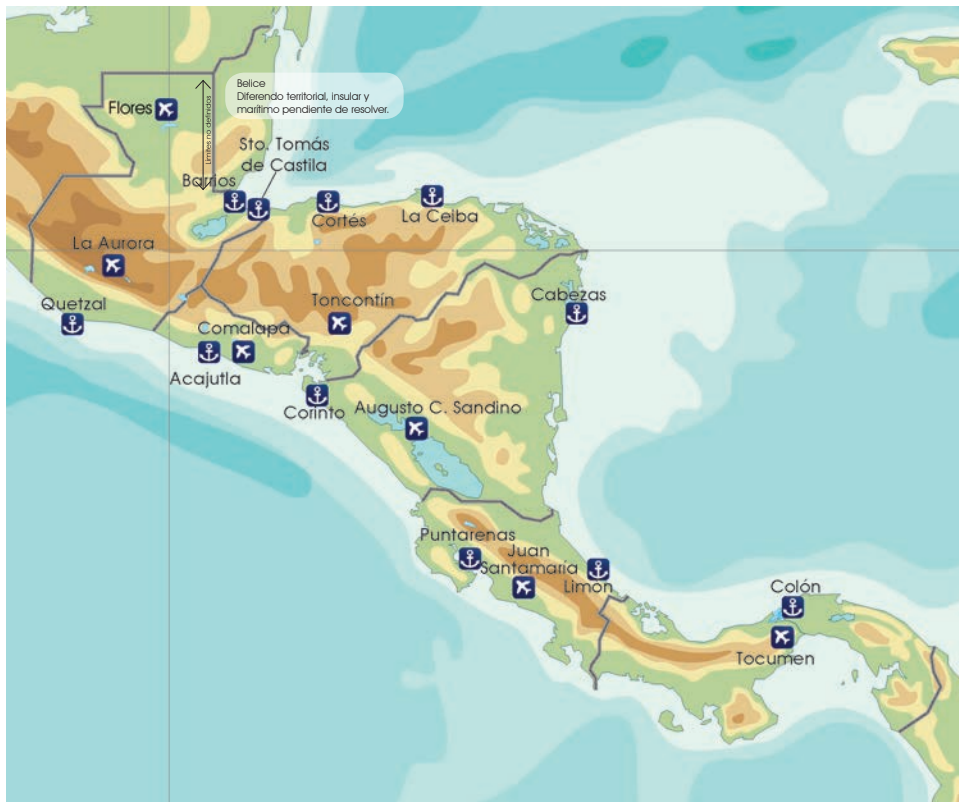 Belice
Diferendo territorial, insular y
marítimo pendiente de resolver.
Límites no definidos
Flores
Sto. Tomás
de Castila
Barrios
Cortés
La Ceiba
La Aurora
Quetzal
Toncontín
Cabezas
Comalapa
Acajutla
Corinto
Augusto C. Sandino
Puntarenas
Juan
Santamaría
Limón
Colón
Tocumen